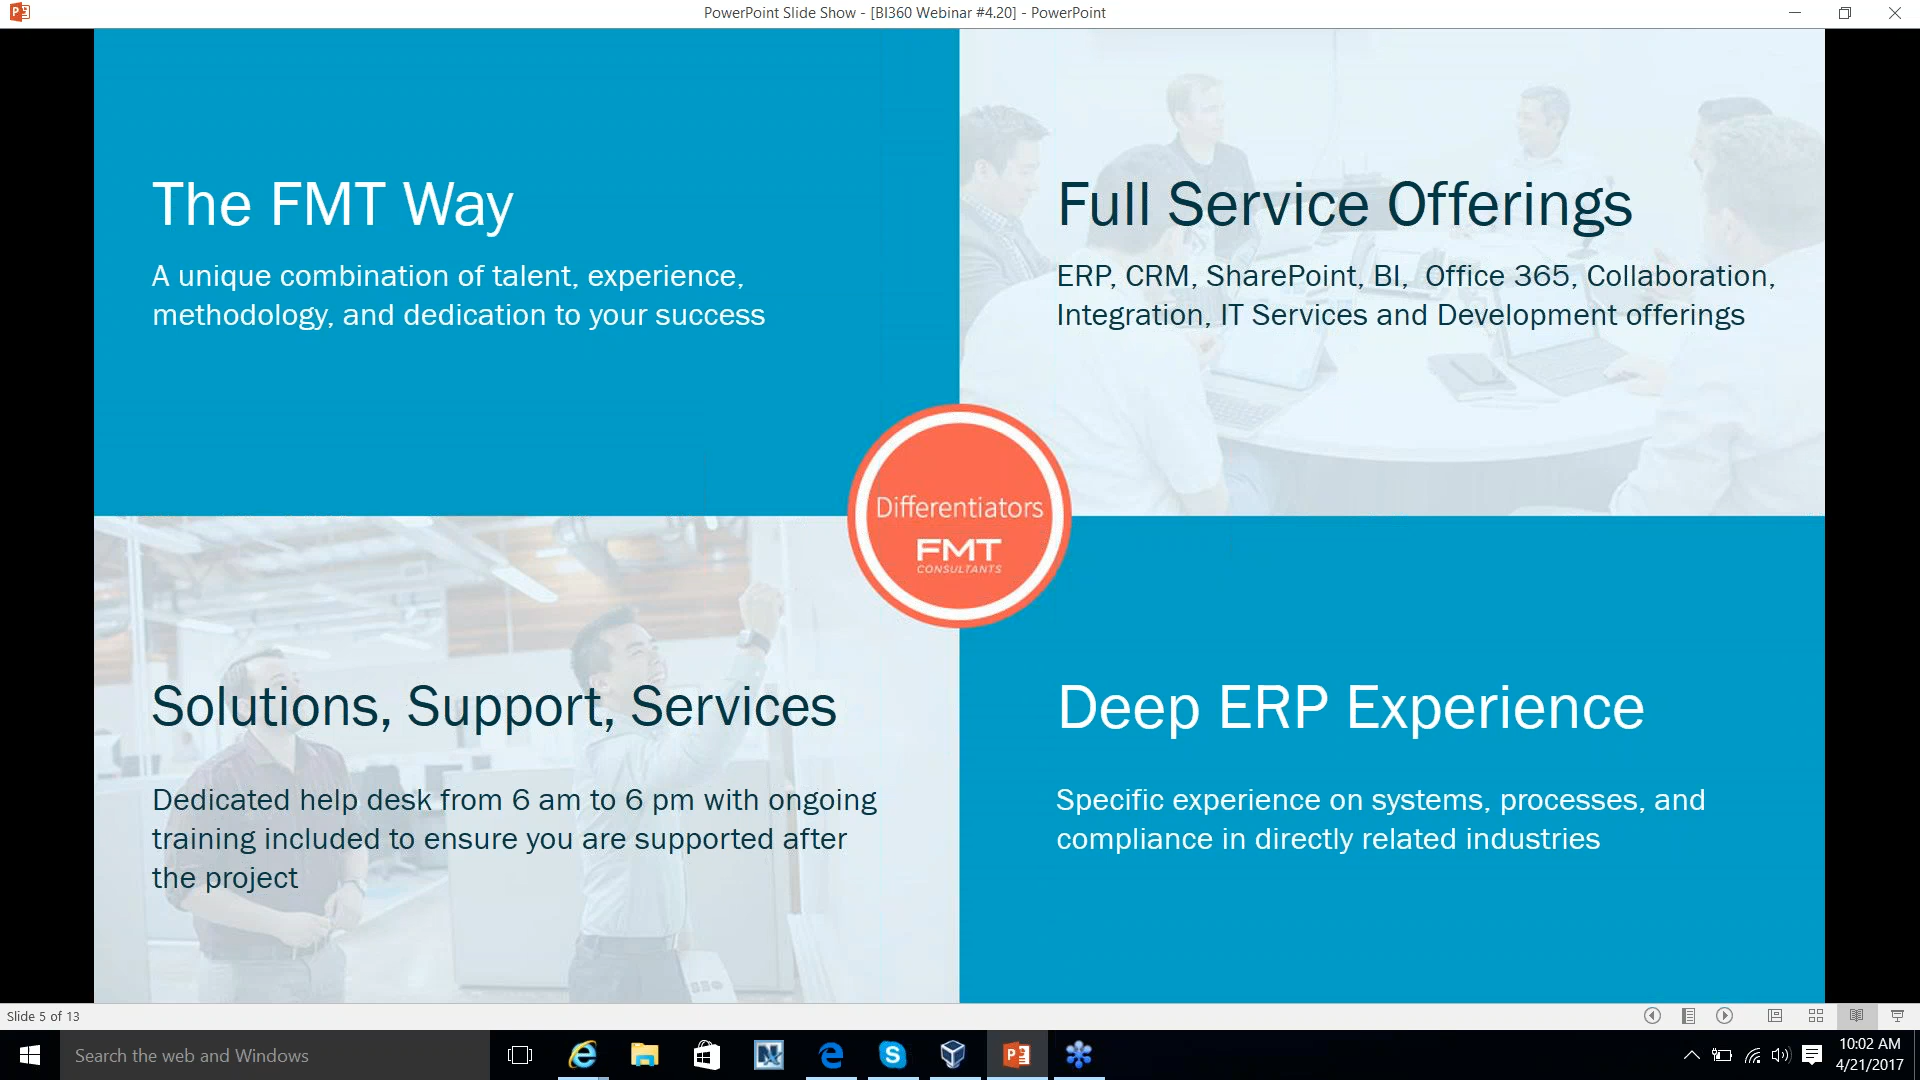 PowerPoint Slide Show - [BI360 Webinar #4.20] - PowerPoint
The FMT Way
A unique combination of talent, experience,
methodology, and dedication to your success
Full Service Offerings
ERP, CRM, SharePoint, BI,  Office 365, Collaboration,
Integration, IT Services and Development offerings
Differentiators
FMT
CONSULTANTS
Solutions, Support, Services
Dedicated help desk from 6 am to 6 pm with ongoing
training included to ensure you are supported after
the project
Deep ERP Experience
Specific experience on systems, processes, and
compliance in directly related industries
Slide 5 of 13
Search the web and Windows
10:02 AM
4/21/2017